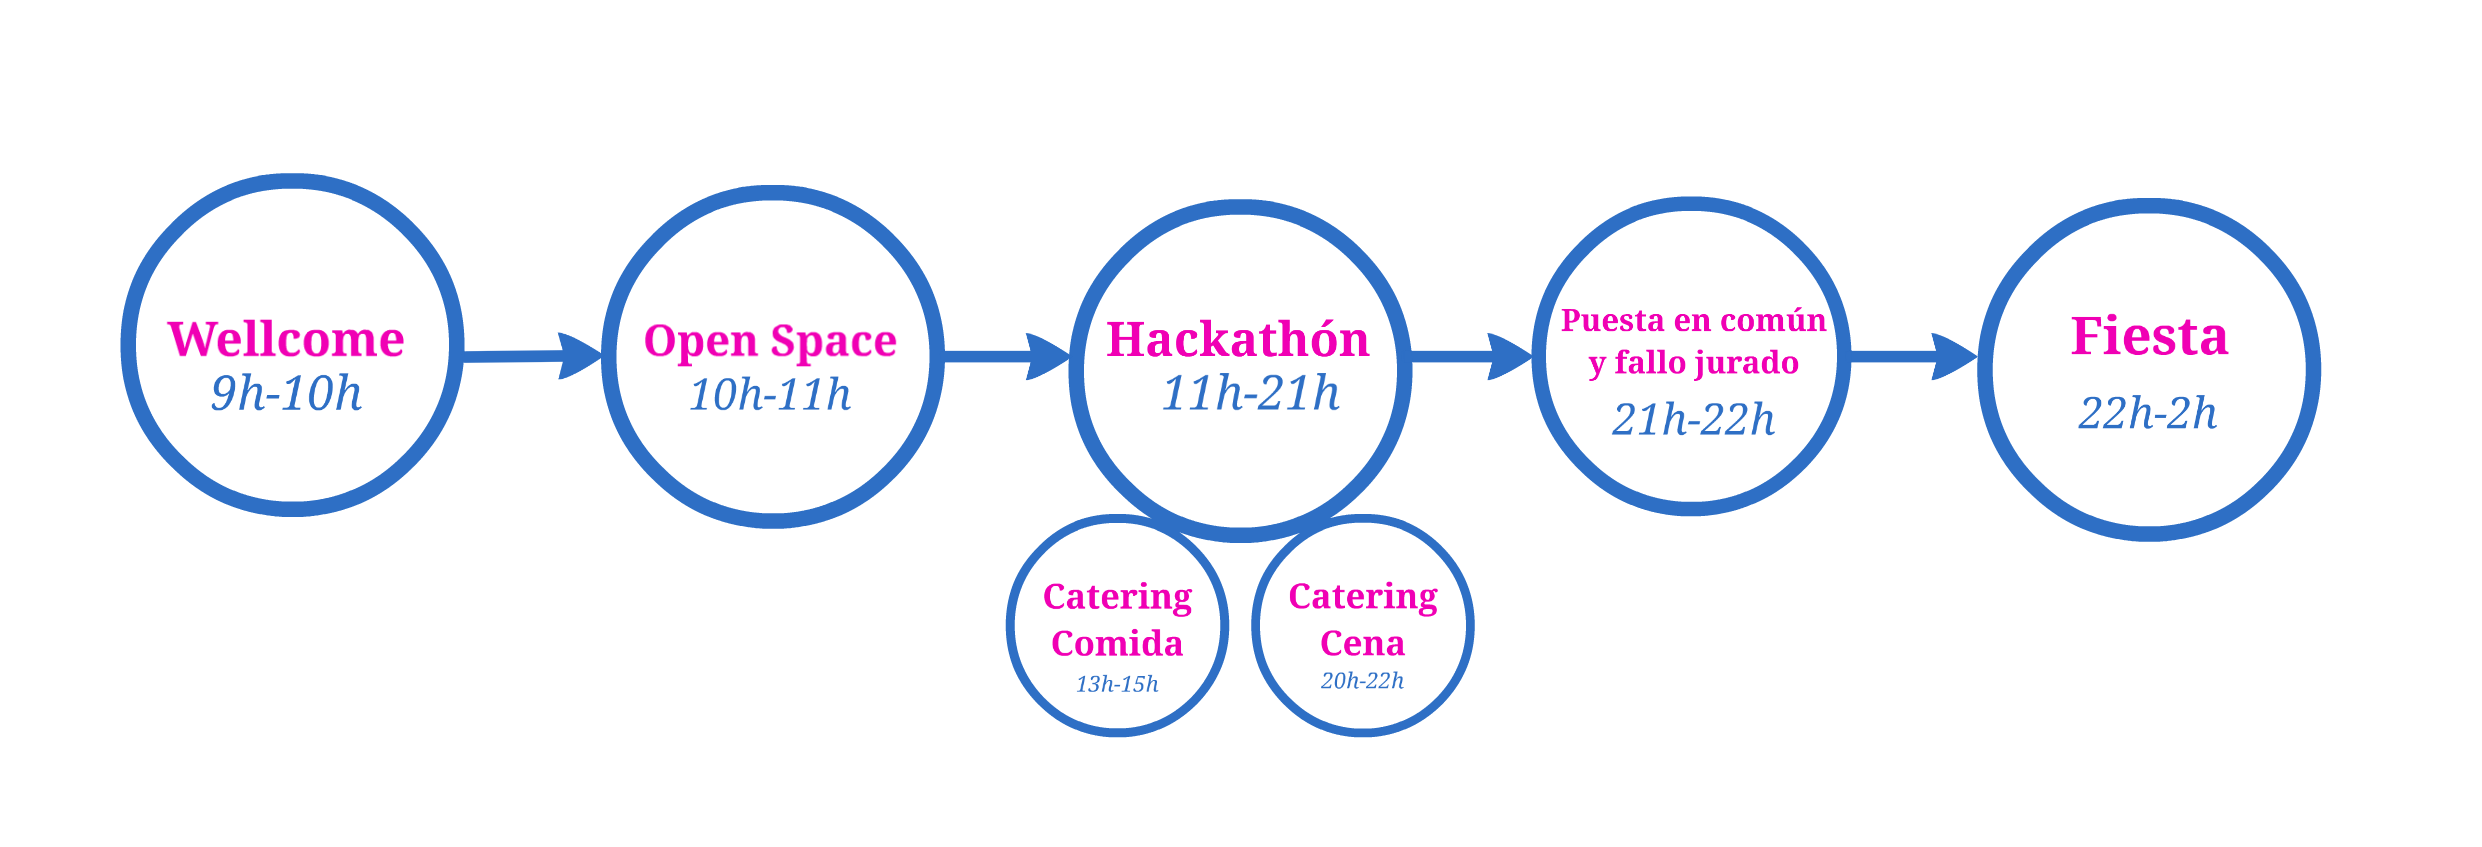 Wellcome
9h-10h
Open Space
10h-11h
Hackathón
11h-21h
Puesta en común
y fallo jurado
21h-22h
Fiesta
22h-2h
Catering
Comida
13h-15h
Catering
Cena
20h-22h